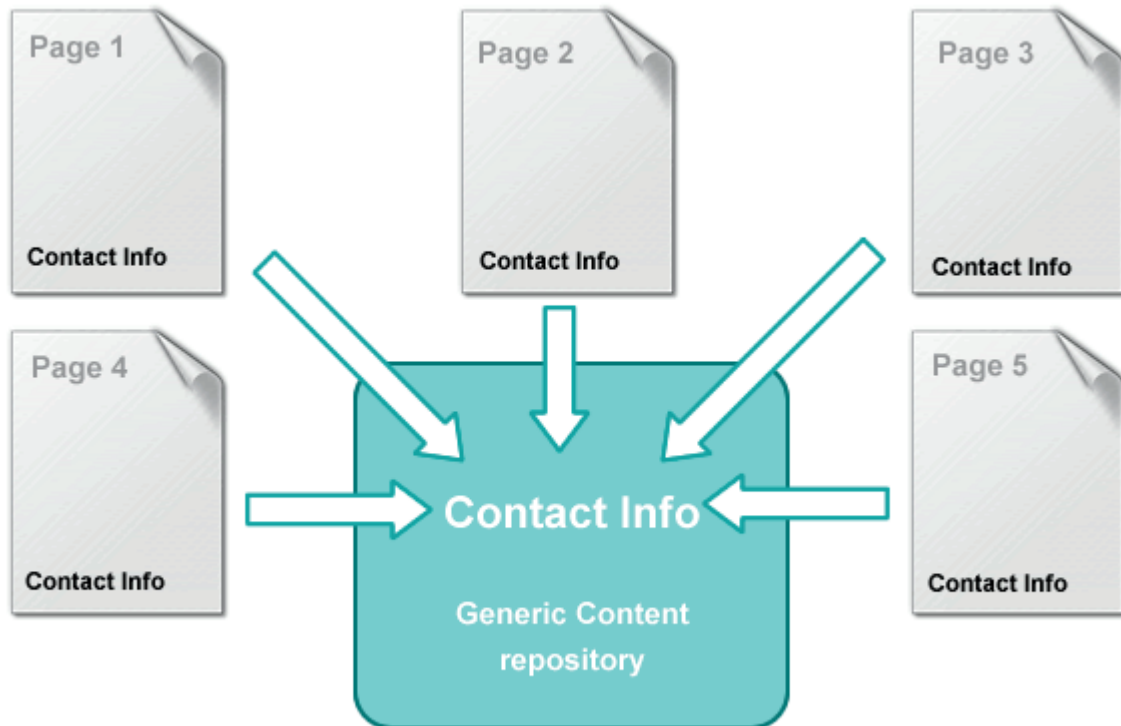 Page 1
Contact Info
Page 2
Contact Info
Page 3
Contact Info
Page 4
Contact Info
Page 5
Contact Info
Contact Info
Generic Content
repository